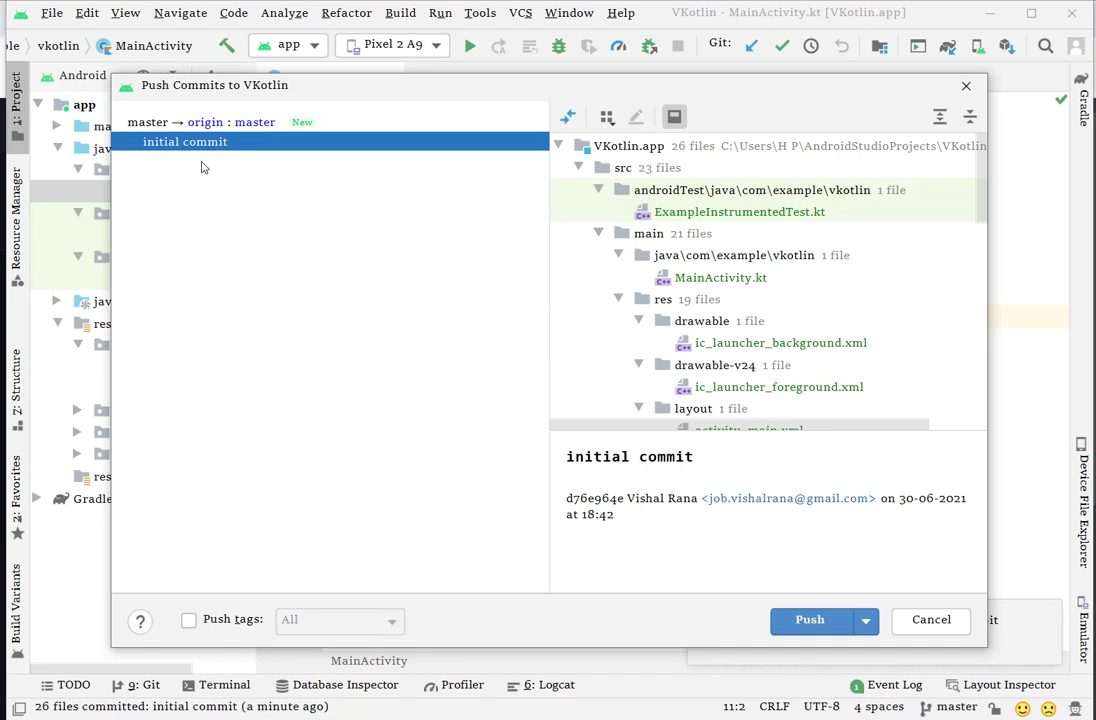 File Edit View Navigate Code Analyze Refactor Build Run Tools VCS Window Help VKotlin - MainActivity.kt [VKotlin.app]
vkotlin MainActivity app Pixel 2 A9 Git:
Android
Push Commits to VKotlin
1: Project
Resource Manager
Z: Structure
2: Favorites
Build Variants
app
Gradle
master → origin : master New
initial commit
VKotlin.app 26 files C:\Users\H P\AndroidStudioProjects\VKotlin
src 23 files
androidTest\java\com\example\vkotlin 1 file
ExampleInstrumentedTest.kt
main 21 files
java\com\example\vkotlin 1 file
MainActivity.kt
res 19 files
drawable 1 file
ic_launcher_background.xml
drawable-v24 1 file
ic_launcher_foreground.xml
layout 1 file
activity_main.xml
initial commit
d76e964e Vishal Rana <job.vishalrana@gmail.com> on 30-06-2021
at 18:42
? Push tags: All Push Cancel
Gradle
Device File Explorer
Emulator
MainActivity
TODO 9: Git Terminal Database Inspector Profiler 6: Logcat 1 Event Log Layout Inspector
26 files committed: initial commit (a minute ago) 11:2 CRLF UTF-8 4 spaces master